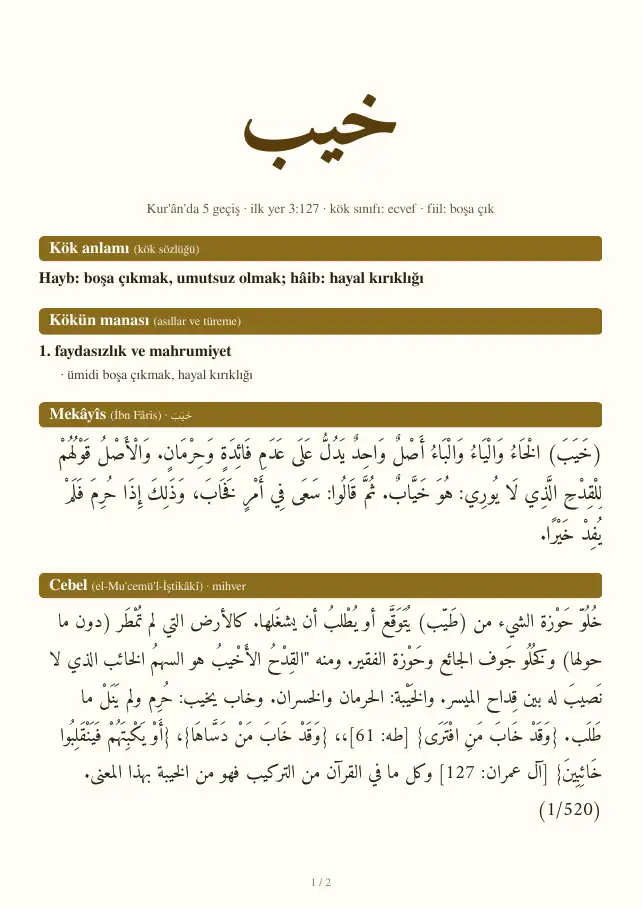 خيب
Kur'ân'da 5 geçiş · ilk yer 3:127 · kök sınıfı: ecvef · fiil: boşa çık
Kök anlamı (kök sözlüğü)
Hayb: boşa çıkmak, umutsuz olmak; hâib: hayal kırıklığı
Kökün manası (asıllar ve türeme)
1. faydasızlık ve mahrumiyet
· ümidi boşa çıkmak, hayal kırıklığı
Mekâyîs (İbn Fâris) · خَيَبَ
(خَيَبَ) الْخَاءُ وَالْيَاءُ وَالْبَاءُ أَصْلٌ وَاحِدٌ يَدُلُّ عَلَى عَدَمِ فَائِدَةٍ وَحِرْمَانٍ. وَالْأَصْلُ قَوْلُهُمْ
لِلْقِدْحِ الَّذِي لَا يُورِي: هُوَ خَيَّابٌ. ثُمَّ قَالُوا: سَعَى فِي أَمْرٍ فَخَابَ، وَذَلِكَ إِذَا حُرِمَ فَلَمْ
يُفِدْ خَيْرًا.
Cebel (el-Mu'cemü'l-İştikâkî) · mihver
خُلُوّ حَوْزة الشيء من (طَيّب) يُتَوَقَّع أو يُطْلبُ أن يشغَلها. كالأرض التي لم تُمْطَر (دون ما
حولها) وكخُلُو جَوف الجائع وحَوْزة الفقير. ومنه "القِدْحُ الأَخْيبُ هو السهمُ الخائب الذي لا
نَصيبَ له بين قِداح الميسر. والخَيْبة: الحرمان والخسران. وخاب يخيب: حُرِم ولم يَنَلْ ما
طَلَب. {وَقَدْ خَابَ مَنِ افْتَرَى} [طه: 61]،، {وَقَدْ خَابَ مَنْ دَسَّاهَا}، {أَوْ يَكْبِتَهُمْ فَيَنْقَلِبُوا
خَائِبِينَ} [آل عمران: 127] وكل ما في القرآن من التركيب فهو من الخيبة بهذا المعنى.
(1/520)
1 / 2